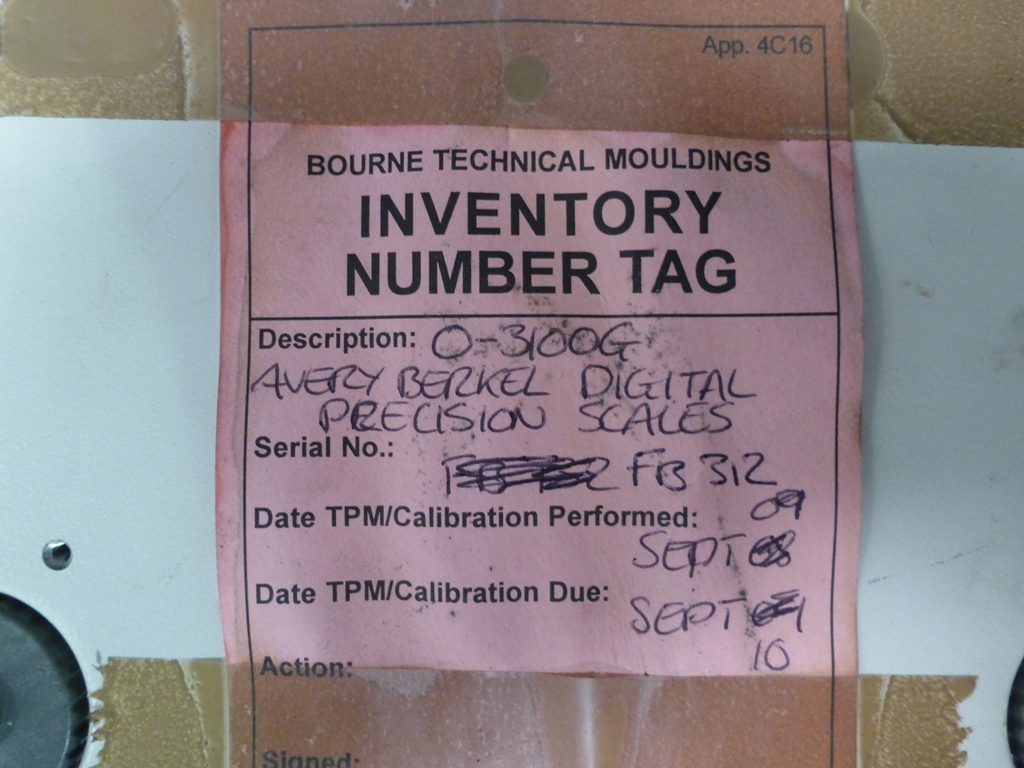 App. 4C16
BOURNE TECHNICAL MOULDINGS
INVENTORY
NUMBER TAG
Description: 0-3100G
AVERY BERKEL DIGITAL
PRECISION SCALES
Serial No.:
FB 312
Date TPM/Calibration Performed: 09
SEPT
Date TPM/Calibration Due:
SEPT
10
Action:
Signed: